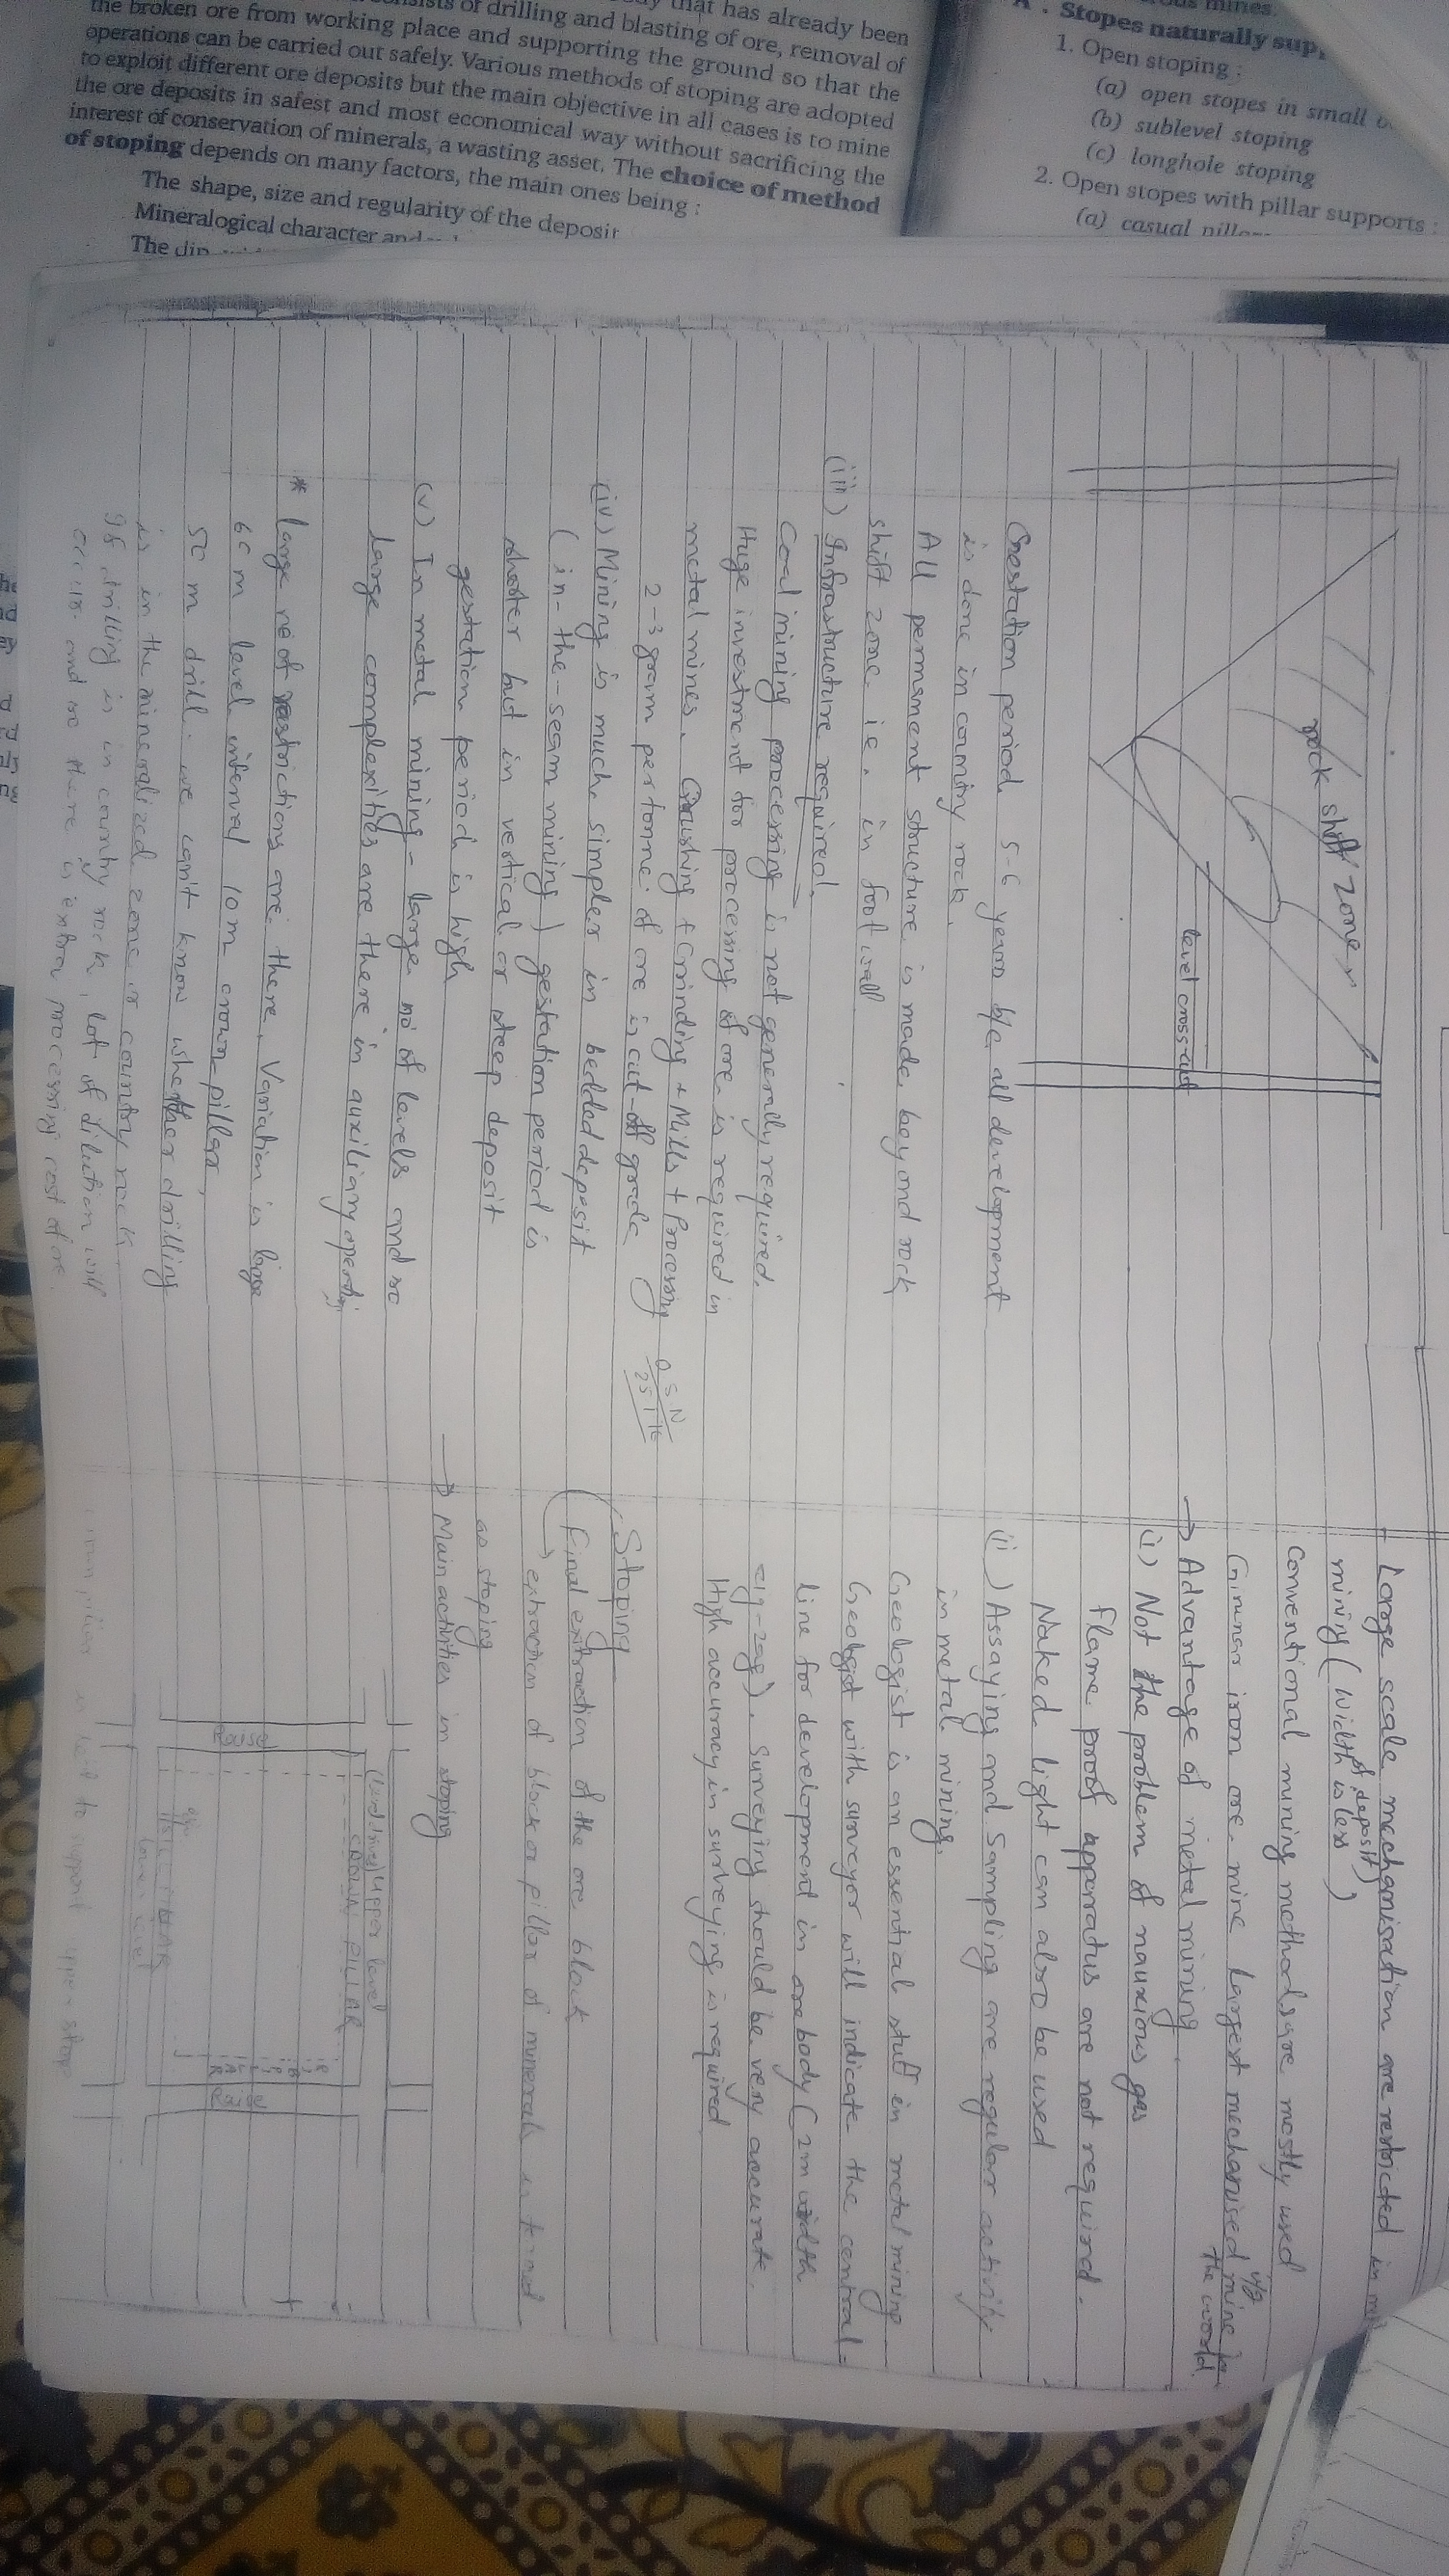 rock shift zone
level cross-cut
Gestation period 5-6 years b/c all development
is done in country rock.
All permanent structure is made beyond rock
shift zone i.e. in foot wall
(iii) Infrastructure required.
Coal mining processing is not generally required.
Huge investment for processing of ore is required in
metal mines. Crushing + Grinding + Mills + Processing
2-3 gram per tonne of ore is cut-off grade
(iv) Mining is much simpler in bedded deposit
(in-the-seam mining) gestation period is
shorter but in vertical or steep deposit
gestation period is high
(v) In metal mining - large no of levels and so
large complexities are there in auxiliary
* large no of restrictions are there. Variation is large
60 m level interval 10m crown pillar,
50 m drill. we can't know whether drilling
is in the mineralized zone or country rock.
If drilling is in country rock, lot of dilution will
occur and so there is extra processing cost of ore.
Large scale mechanisation are restricted in
mining (Width of deposit is less)
Conventional mining methods are mostly used
iron ore mine largest mechanised u/g mine in
the world.
→ Advantage of metal mining
(i) Not the problem of nauxious gas
flame proof apparatus are not required.
Naked light can also be used
(ii) Assaying and Sampling are regular activity
in metal mining.
Geologist is an essential stuff in metal mining
Geologist with surveyor will indicate the central
line for development in orebody (2m width
zig-zag). Surveying should be very accurate.
High accuracy in surveying is required
Stoping
Final extraction of the ore block
→ extraction of block or pillar of minerals is termed
as stoping
→ Main activities in stoping
(Level drive) Upper level
CROWN PILLAR
Raise
RIB PILLAR
Raise
SILL PILLAR
lower level
crown pillar is left to support upper stope
A. Stopes naturally
1. Open stoping :
(a) open stopes in small
(b) sublevel stoping
(c) longhole stoping
2. Open stopes with pillar supports :
(a) casual
that has already been
of drilling and blasting of ore, removal of
the broken ore from working place and supporting the ground so that the
operations can be carried out safely. Various methods of stoping are adopted
to exploit different ore deposits but the main objective in all cases is to mine
the ore deposits in safest and most economical way without sacrificing the
interest of conservation of minerals, a wasting asset. The choice of method
of stoping depends on many factors, the main ones being :
The shape, size and regularity of the deposit
Mineralogical character
The